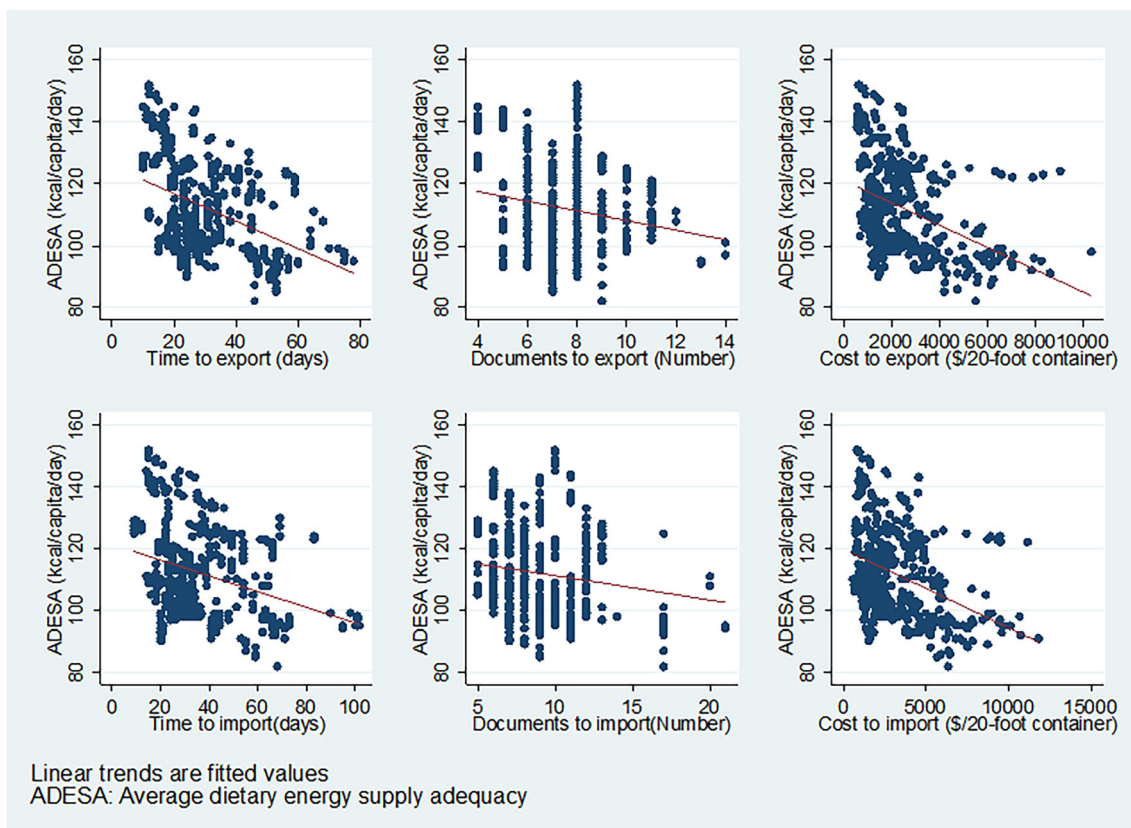 ADESA (kcal/capita/day)
160
140
120
100
80
0 20 40 60 80
Time to export (days)
ADESA (kcal/capita/day)
160
140
120
100
80
4 6 8 10 12 14
Documents to export (Number)
ADESA (kcal/capita/day)
160
140
120
100
80
0 2000 4000 6000 8000 10000
Cost to export ($/20-foot container)
ADESA (kcal/capita/day)
160
140
120
100
80
0 20 40 60 80 100
Time to import(days)
ADESA (kcal/capita/day)
160
140
120
100
80
5 10 15 20
Documents to import(Number)
ADESA (kcal/capita/day)
160
140
120
100
80
0 5000 10000 15000
Cost to import ($/20-foot container)
Linear trends are fitted values
ADESA: Average dietary energy supply adequacy